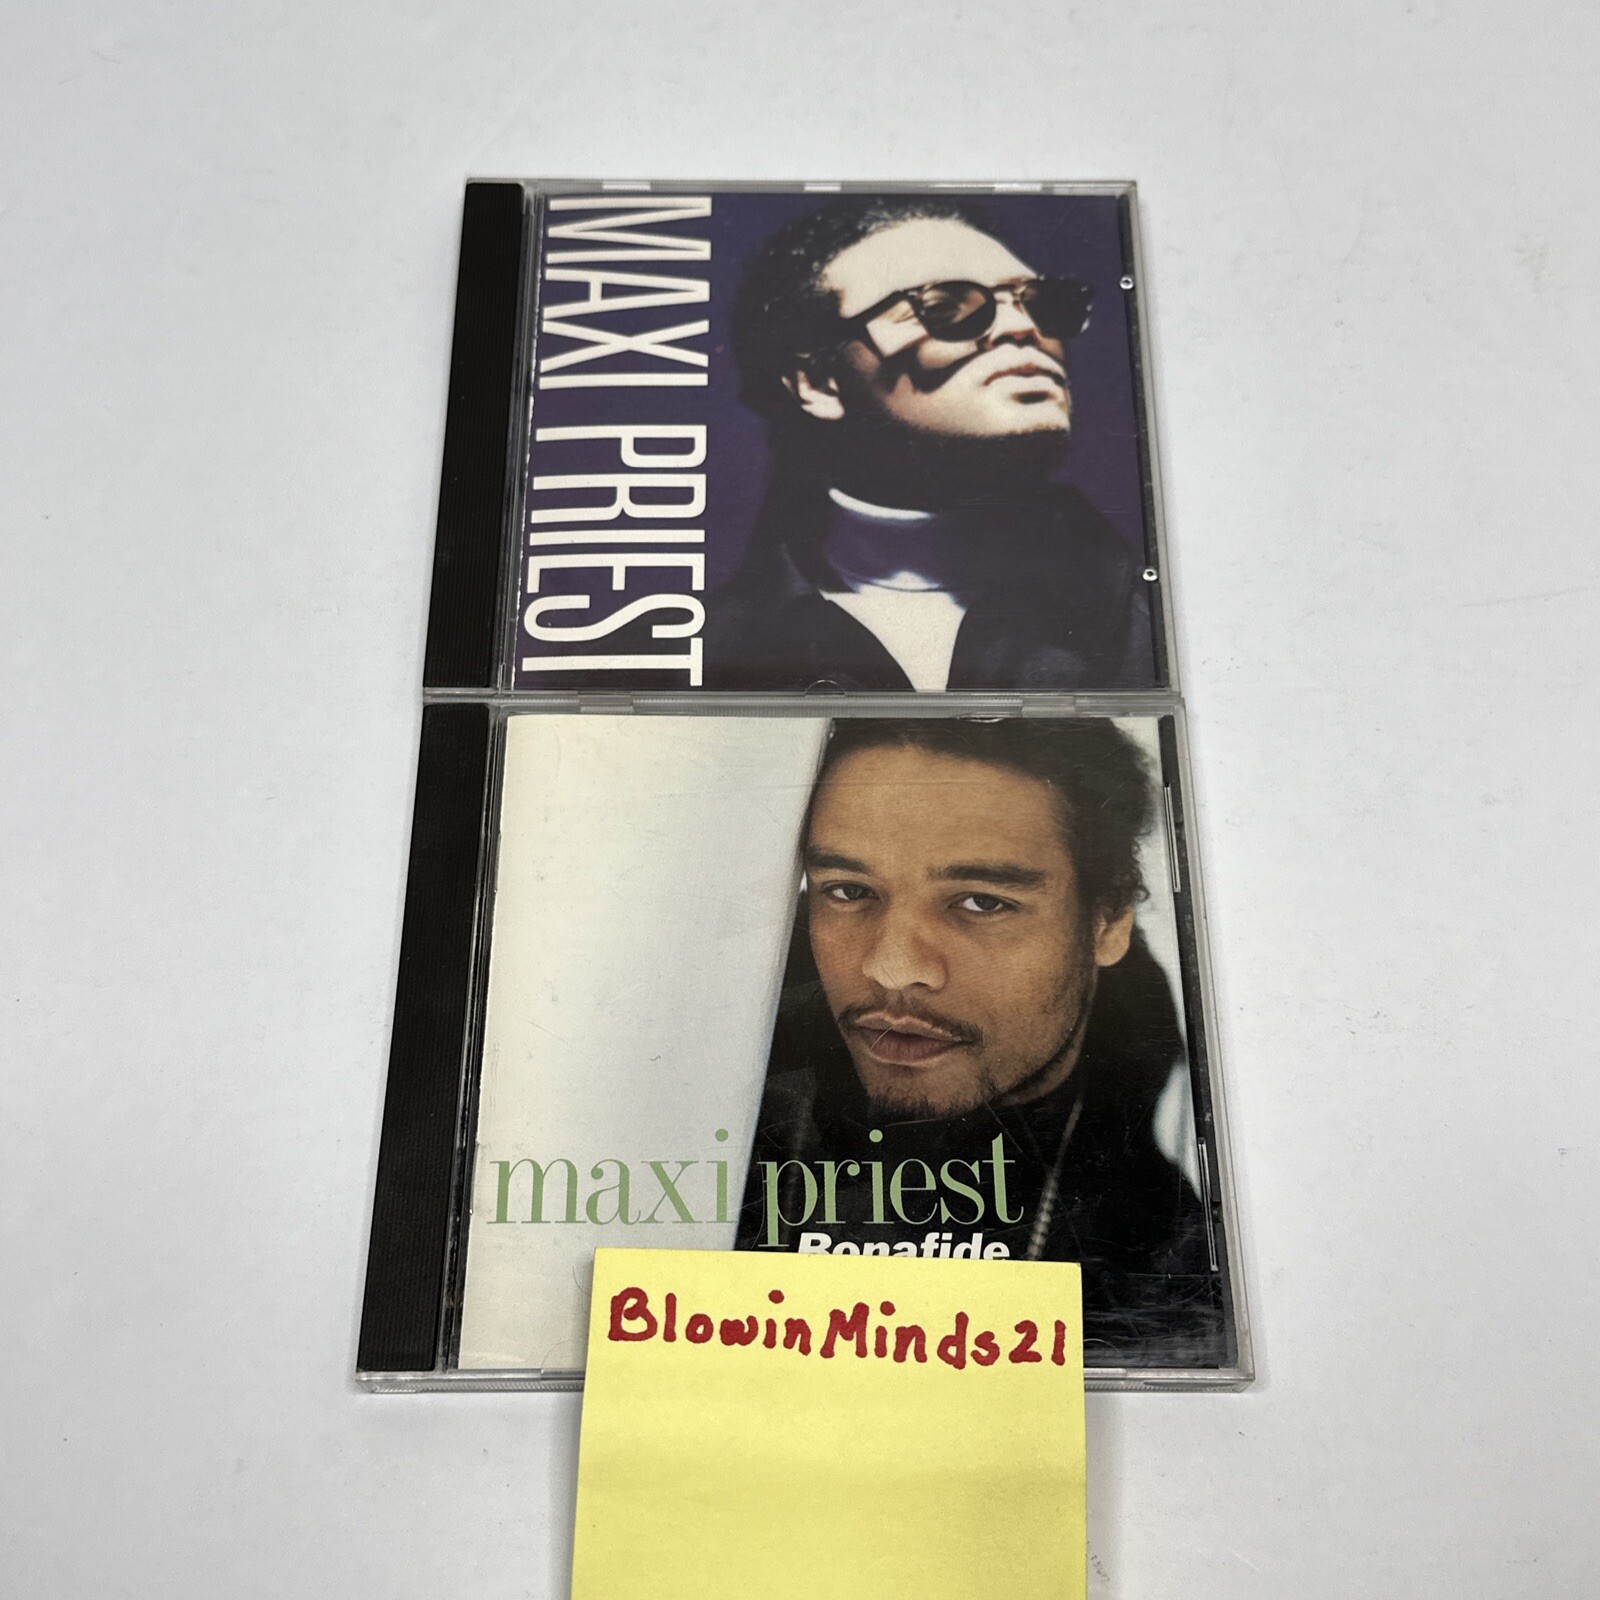 MAXI PRIEST
maxi priest
Bonafide
BlowinMinds21